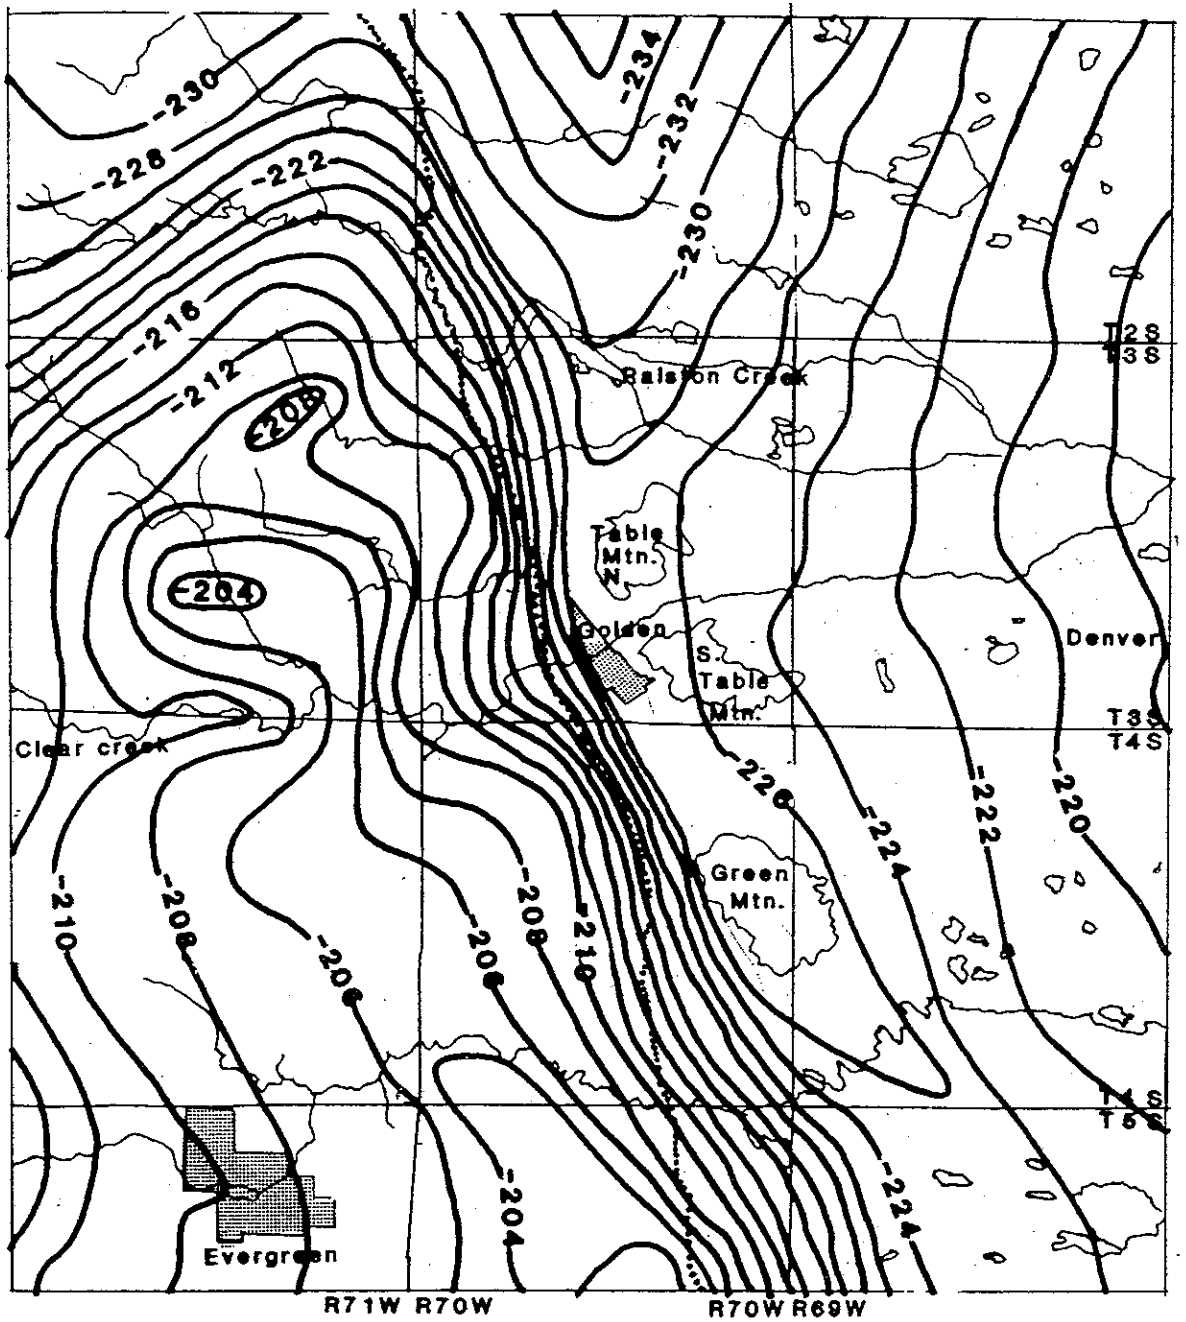 -234
-230
-232
-228
-222
-230
-216
T2S
T3S
Ralston Creek
-212
-208
Table
Mtn.
N.
-204
Golden
Denver
S.
Table
Mtn.
T3S
T4S
Clear creek
-226
-220
-222
-224
Green
Mtn.
-210
-208
-206
-206
-208
-210
T4S
T5S
-204
-224
Evergreen
R71W R70W
R70W R69W